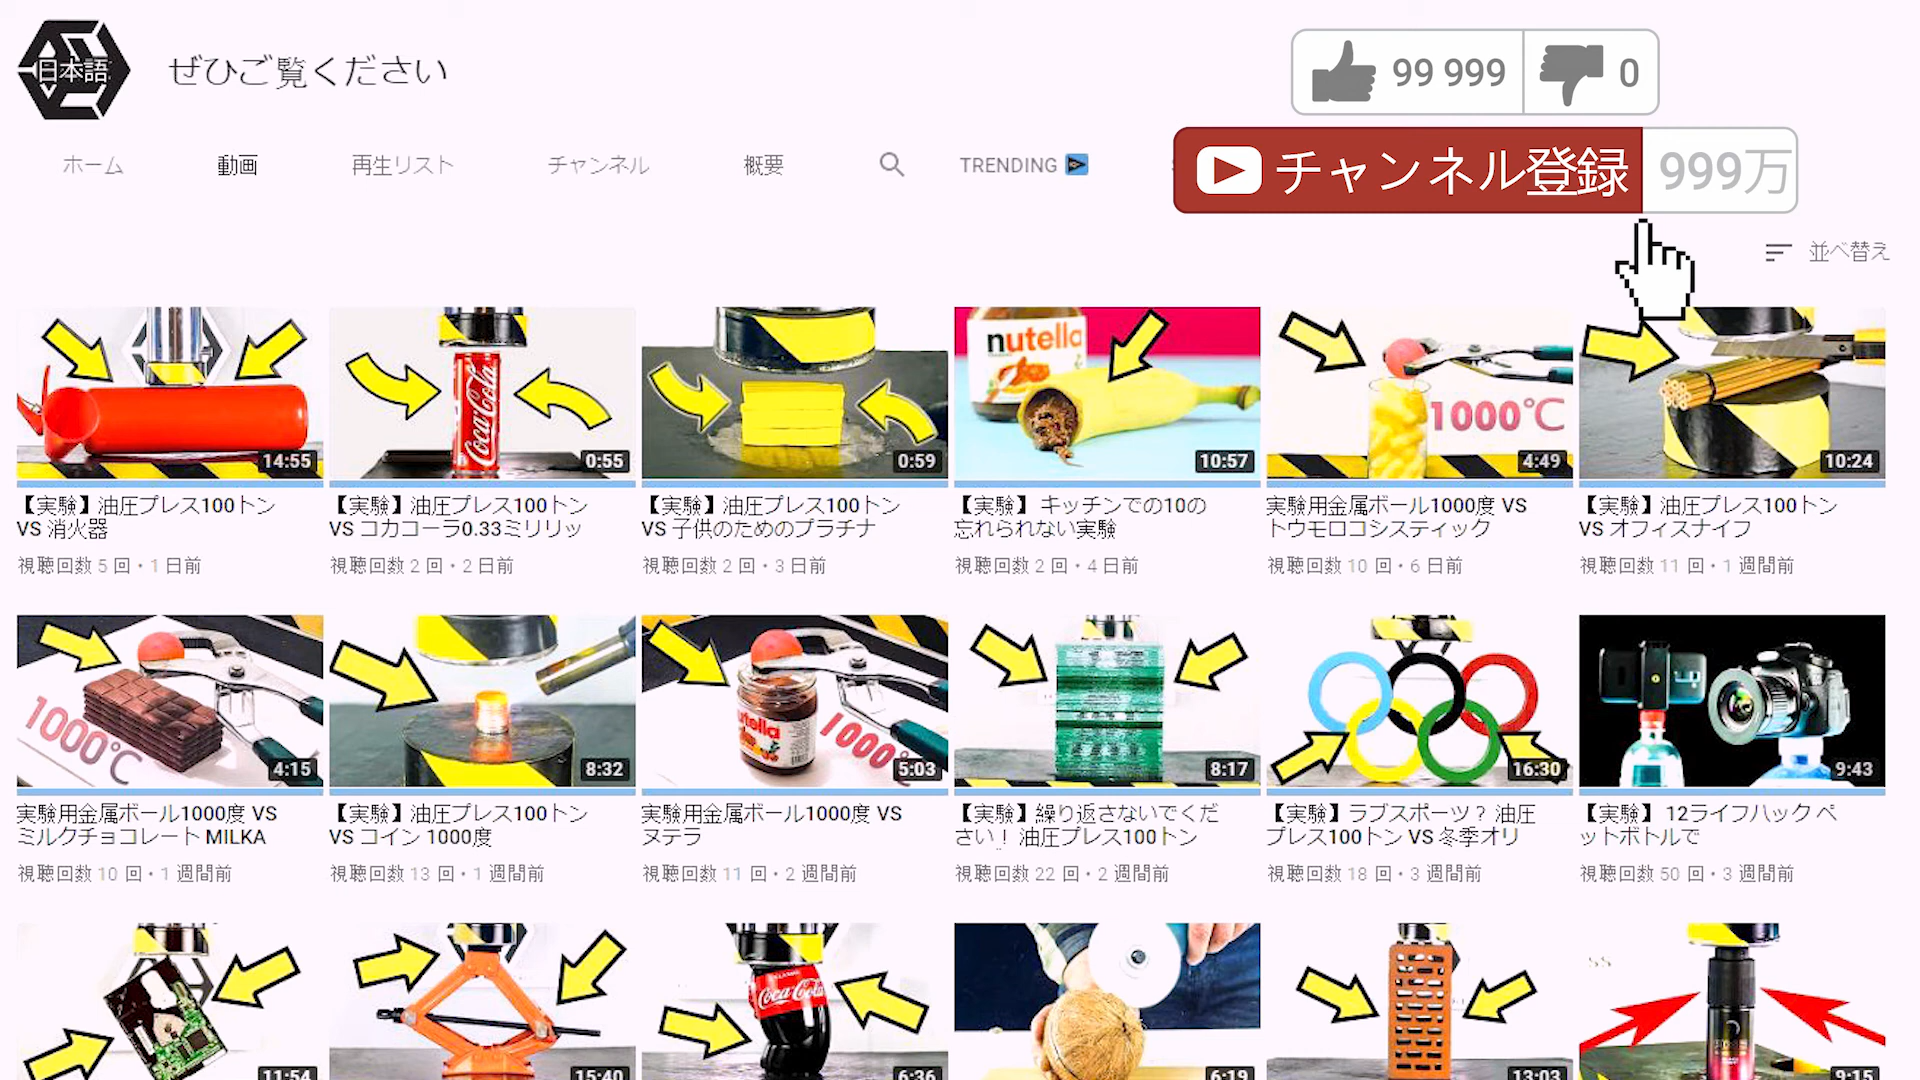 日本語
ぜひご覧ください
99 999
0
ホーム
動画
再生リスト
チャンネル
概要
TRENDING
チャンネル登録
999万
並べ替え
nutella
Coca-Cola
1000℃
14:55
0:55
0:59
10:57
4:49
10:24
【実験】油圧プレス100トン
VS 消火器
視聴回数 5 回・1 日前
【実験】油圧プレス100トン
VS コカコーラ0.33ミリリッ
視聴回数 2 回・2 日前
【実験】油圧プレス100トン
VS 子供のためのプラチナ
視聴回数 2 回・3 日前
【実験】 キッチンでの10の
忘れられない実験
視聴回数 2 回・4 日前
実験用金属ボール1000度 VS
トウモロコシスティック
視聴回数 10 回・6 日前
【実験】油圧プレス100トン
VS オフィスナイフ
視聴回数 11 回・1 週間前
1000℃
nutella
1000℃
4:15
8:32
5:03
8:17
16:30
9:43
実験用金属ボール1000度 VS
ミルクチョコレート MILKA
視聴回数 10 回・1 週間前
【実験】油圧プレス100トン
VS コイン 1000度
視聴回数 13 回・1 週間前
実験用金属ボール1000度 VS
ヌテラ
視聴回数 11 回・2 週間前
【実験】繰り返さないでくだ
さい！ 油圧プレス100トン
視聴回数 22 回・2 週間前
【実験】ラブスポーツ？ 油圧
プレス100トン VS 冬季オリ
視聴回数 18 回・3 週間前
【実験】 12ライフハック ペ
ットボトルで
視聴回数 50 回・3 週間前
Coca-Cola
11:54
15:40
6:36
6:19
13:03
9:15